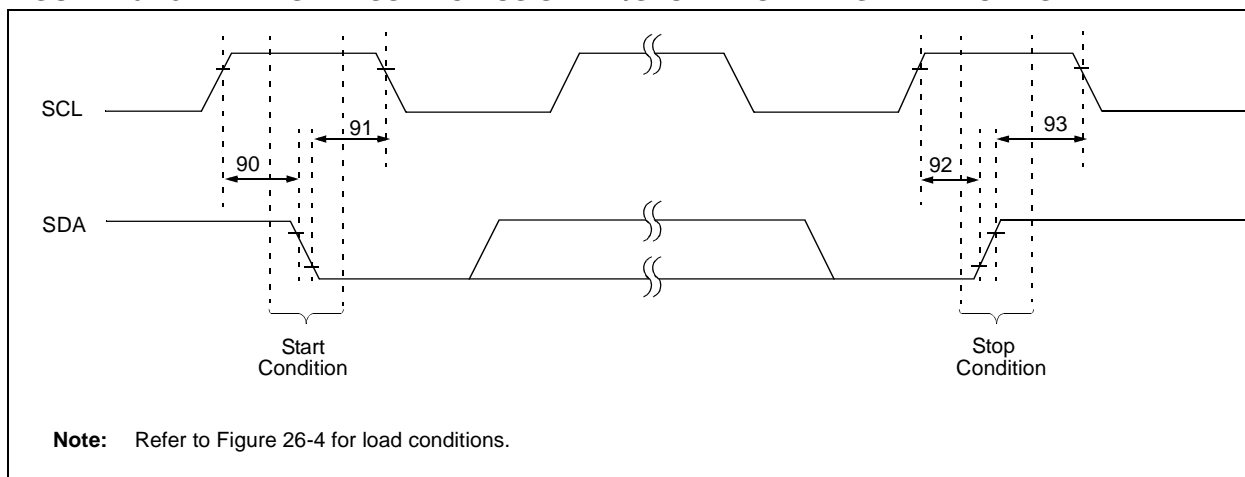 SCL
91
93
90
92
SDA
Start
Condition
Stop
Condition
Note: Refer to Figure 26-4 for load conditions.